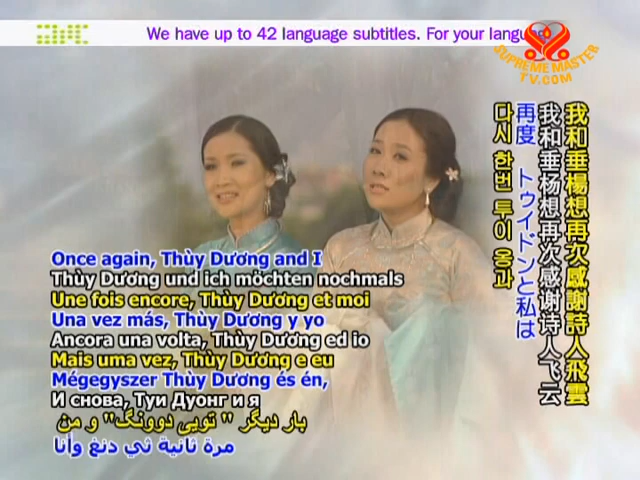 We have up to 42 language subtitles. For your langua
SUPREME MASTER
TV.COM
我和垂楊想再次感謝詩人飛雲
我和垂杨想再次感谢诗人飞云
再度 トゥイドンと私は
다시 한번 투이 옹과
Once again, Thùy Dương and I
Thùy Dương und ich möchten nochmals
Une fois encore, Thùy Dương et moi
Una vez más, Thùy Dương y yo
Ancora una volta, Thùy Dương ed io
Mais uma vez, Thùy Dương e eu
Mégegyszer Thùy Dương és én,
И снова, Туи Дуонг и я
بار دیگر " تویی دوونگ" و من
مرة ثانية ثي دنغ وأنا